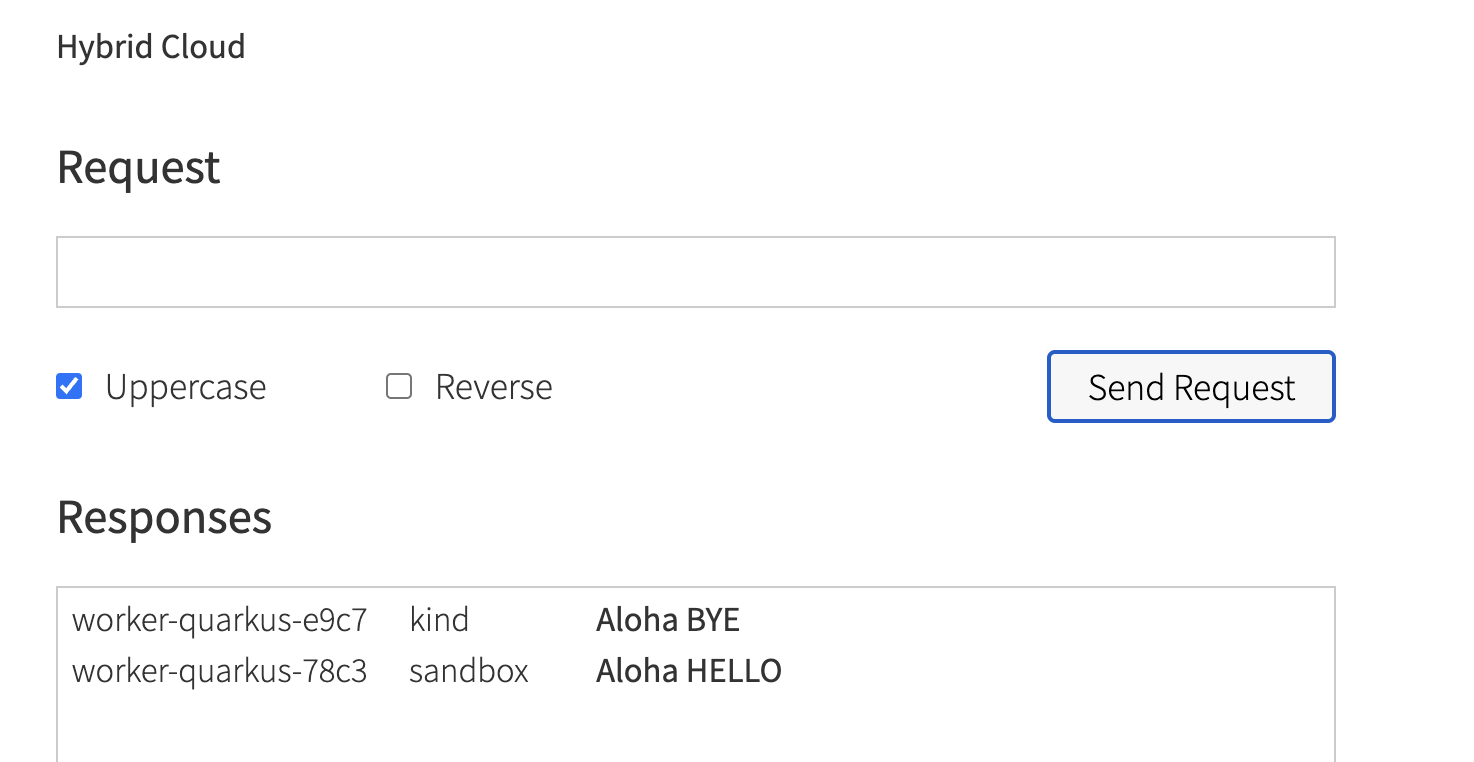 Hybrid Cloud
Request
Uppercase Reverse Send Request
Responses
worker-quarkus-e9c7 kind Aloha BYE
worker-quarkus-78c3 sandbox Aloha HELLO